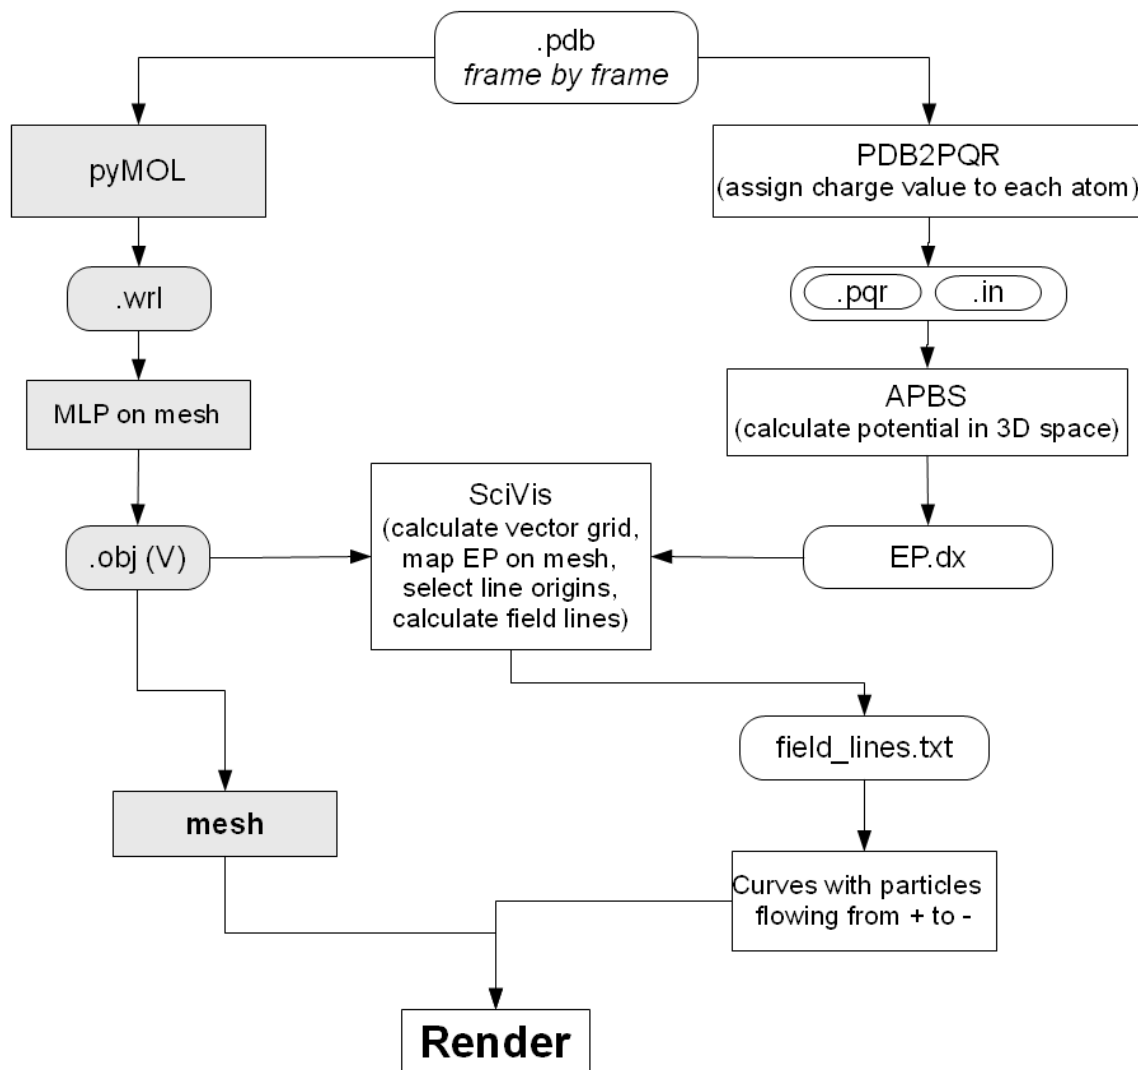 .pdb
frame by frame
pyMOL
PDB2PQR
(assign charge value to each atom)
.wrl
.pqr
.in
MLP on mesh
APBS
(calculate potential in 3D space)
SciVis
(calculate vector grid,
map EP on mesh,
select line origins,
calculate field lines)
.obj (V)
EP.dx
field_lines.txt
mesh
Curves with particles
flowing from + to -
Render